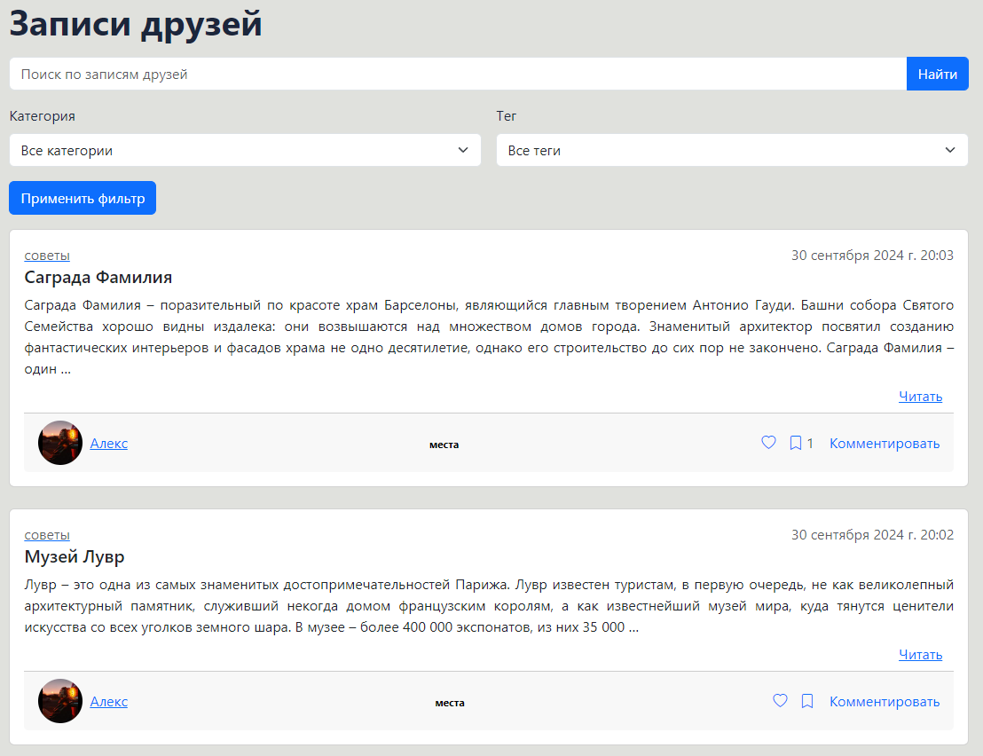 Записи друзей
Поиск по записям друзей
Найти
Категория
Тег
Все категории
Все теги
Применить фильтр
советы
30 сентября 2024 г. 20:03
Саграда Фамилия
Саграда Фамилия – поразительный по красоте храм Барселоны, являющийся главным творением Антонио Гауди. Башни собора Святого
Семейства хорошо видны издалека: они возвышаются над множеством домов города. Знаменитый архитектор посвятил созданию
фантастических интерьеров и фасадов храма не одно десятилетие, однако его строительство до сих пор не закончено. Саграда Фамилия –
один ...
Читать
Алекс
места
1
Комментировать
советы
30 сентября 2024 г. 20:02
Музей Лувр
Лувр – это одна из самых знаменитых достопримечательностей Парижа. Лувр известен туристам, в первую очередь, не как великолепный
архитектурный памятник, служивший некогда домом французским королям, а как известнейший музей мира, куда тянутся ценители
искусства со всех уголков земного шара. В музее – более 400 000 экспонатов, из них 35 000 ...
Читать
Алекс
места
Комментировать